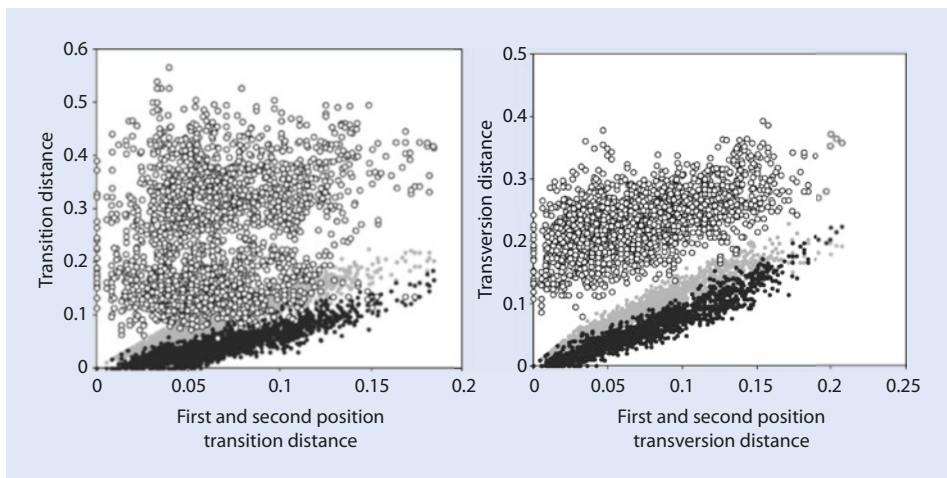 Transition distance
0.6
0.5
0.4
0.3
0.2
0.1
0
0 0.05 0.1 0.15 0.2
First and second position
transition distance
Transversion distance
0.5
0.4
0.3
0.2
0.1
0
0 0.05 0.1 0.15 0.2 0.25
First and second position
transversion distance